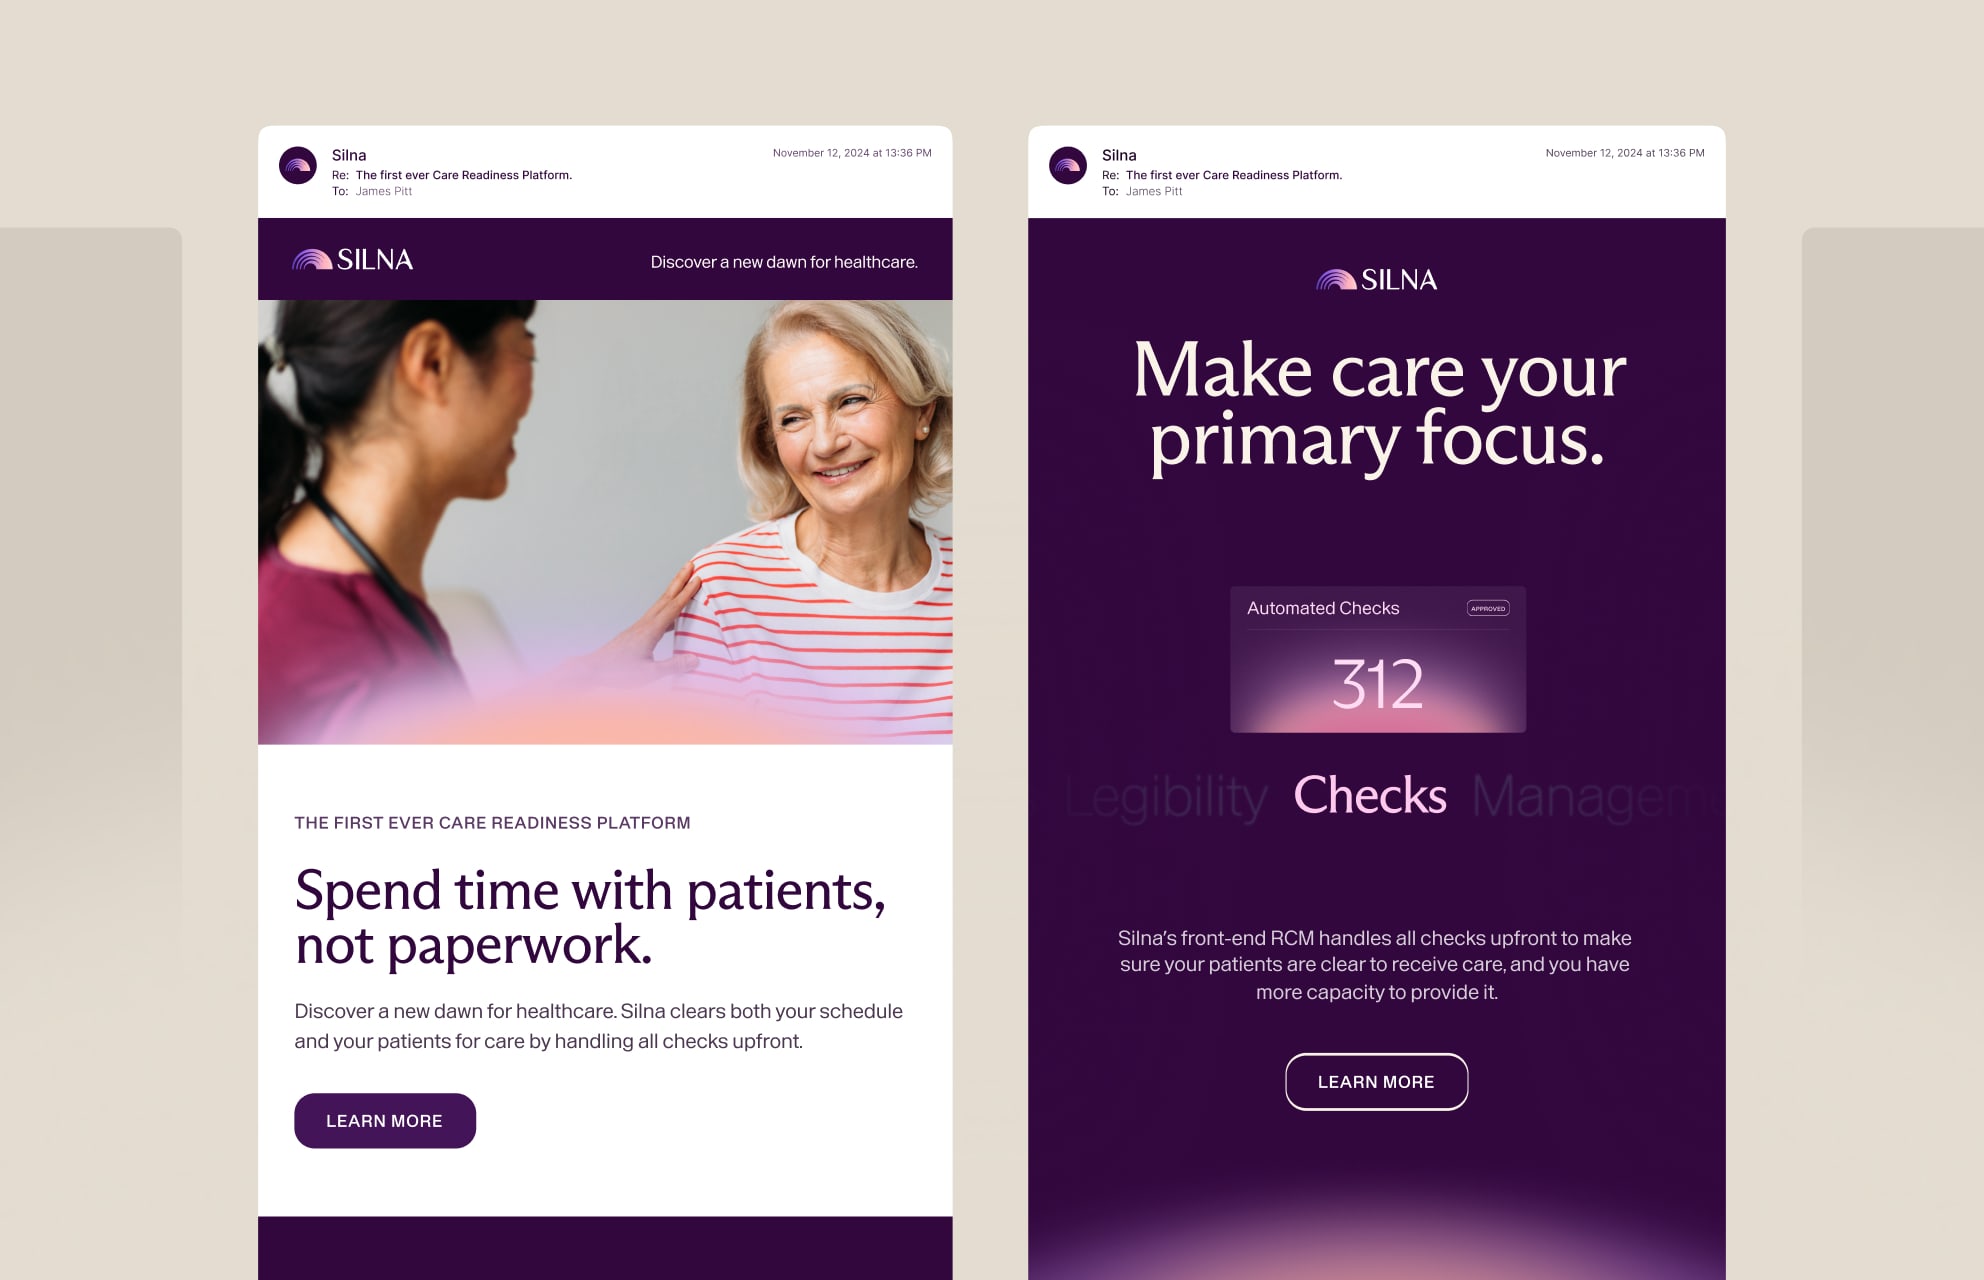 Silna
November 12, 2024 at 13:36 PM
Re: The first ever Care Readiness Platform.
To: James Pitt
SILNA
Discover a new dawn for healthcare.
THE FIRST EVER CARE READINESS PLATFORM
Spend time with patients,
not paperwork.
Discover a new dawn for healthcare. Silna clears both your schedule
and your patients for care by handling all checks upfront.
LEARN MORE
Silna
November 12, 2024 at 13:36 PM
Re: The first ever Care Readiness Platform.
To: James Pitt
SILNA
Make care your
primary focus.
Automated Checks
APPROVED
312
Legibility Checks Managem
Silna's front-end RCM handles all checks upfront to make
sure your patients are clear to receive care, and you have
more capacity to provide it.
LEARN MORE